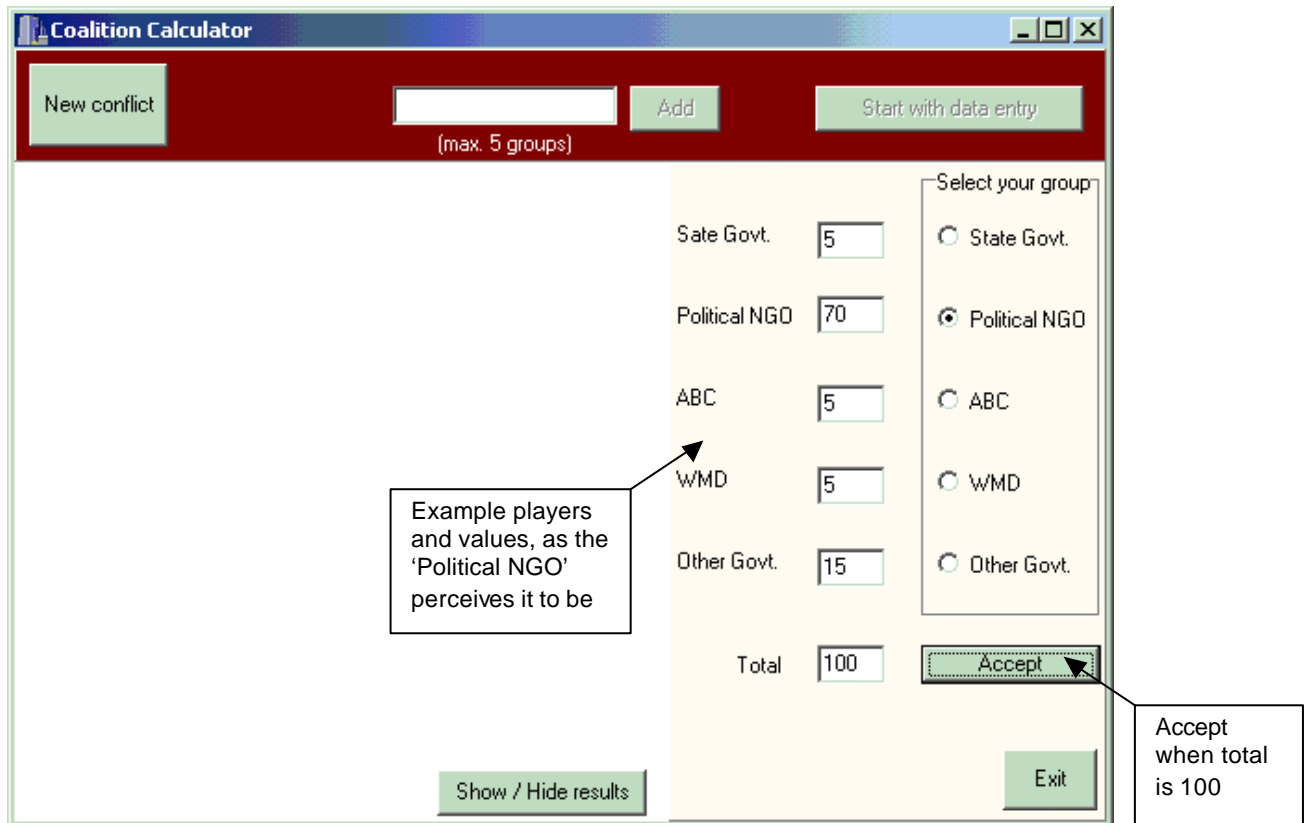 Coalition Calculator
New conflict
Add
Start with data entry
(max. 5 groups)
Select your group
Sate Govt.
5
State Govt.
Political NGO
70
Political NGO
ABC
5
ABC
WMD
5
WMD
Other Govt.
15
Other Govt.
Example players
and values, as the
‘Political NGO’
perceives it to be
Total
100
Accept
Accept
when total
is 100
Show / Hide results
Exit